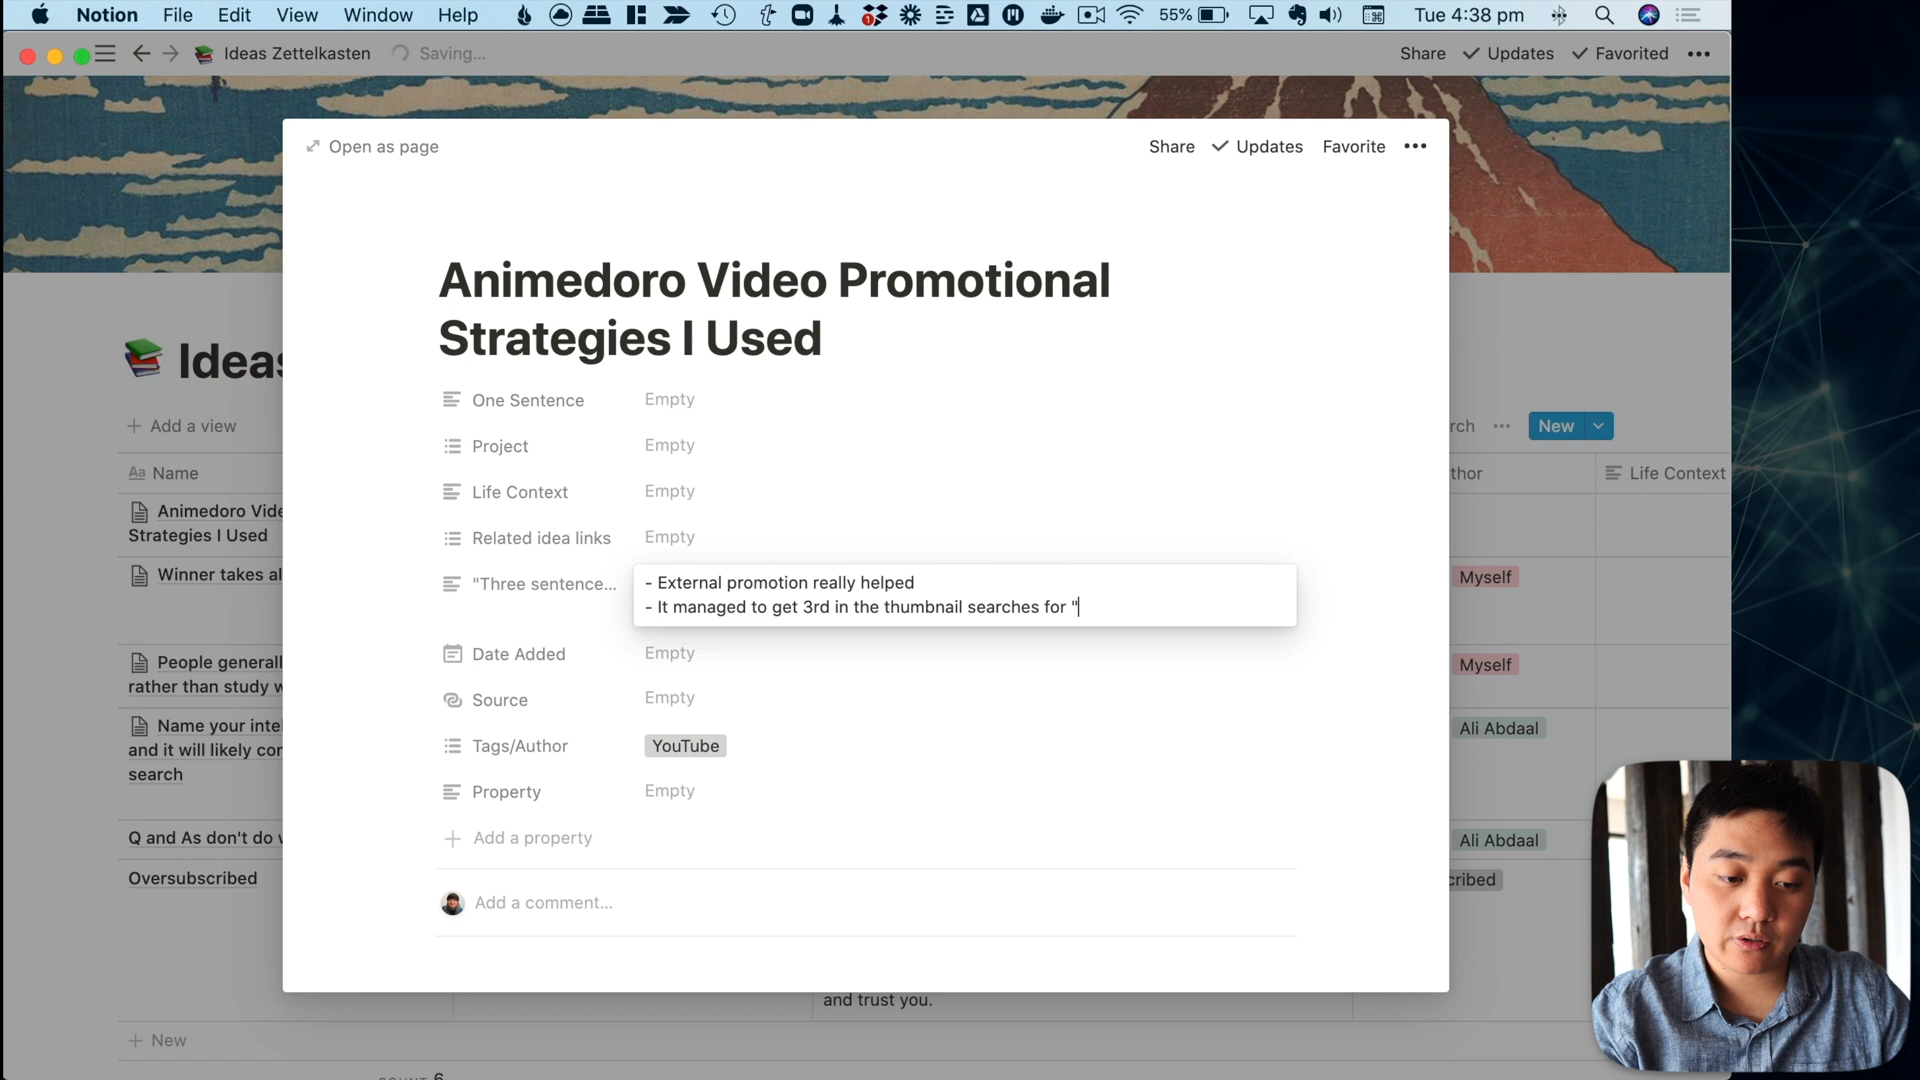 Notion File Edit View Window Help 55% Tue 4:38 pm
Ideas Zettelkasten Saving... Share Updates Favorited
Open as page Share Updates Favorite
Animedoro Video Promotional
Strategies I Used
One Sentence Empty
Project Empty
Life Context Empty
Related idea links Empty
"Three sentence... - External promotion really helped
- It managed to get 3rd in the thumbnail searches for "
Date Added Empty
Source Empty
Tags/Author YouTube
Property Empty
Add a property
Add a comment...
Ideas
Add a view
Aa Name
Animedoro Vide
Strategies I Used
Winner takes al
People generall
rather than study w
Name your inte
and it will likely con
search
Q and As don't do w
Oversubscribed
New
COUNT 6
and trust you.
rch New
thor Life Context
Myself
Myself
Ali Abdaal
Ali Abdaal
cribed